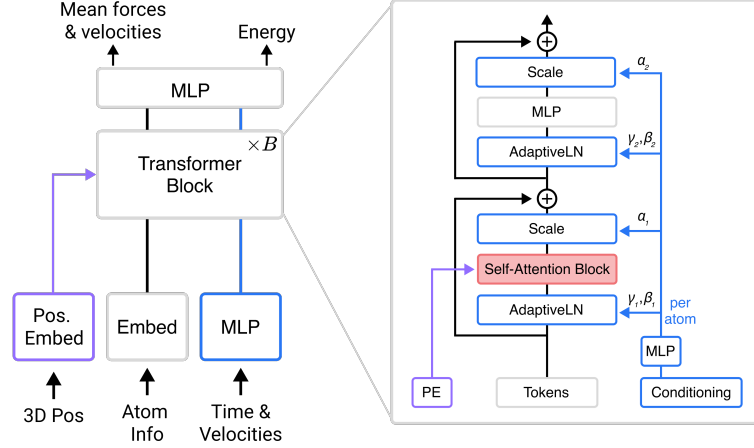 Mean forces
& velocities
Energy
MLP
×B
Transformer
Block
Pos.
Embed
Embed
MLP
3D Pos
Atom
Info
Time &
Velocities
+
Scale
α₂
MLP
AdaptiveLN
γ₂,β₂
+
Scale
α₁
Self-Attention Block
AdaptiveLN
γ₁,β₁
per
atom
MLP
PE
Tokens
Conditioning